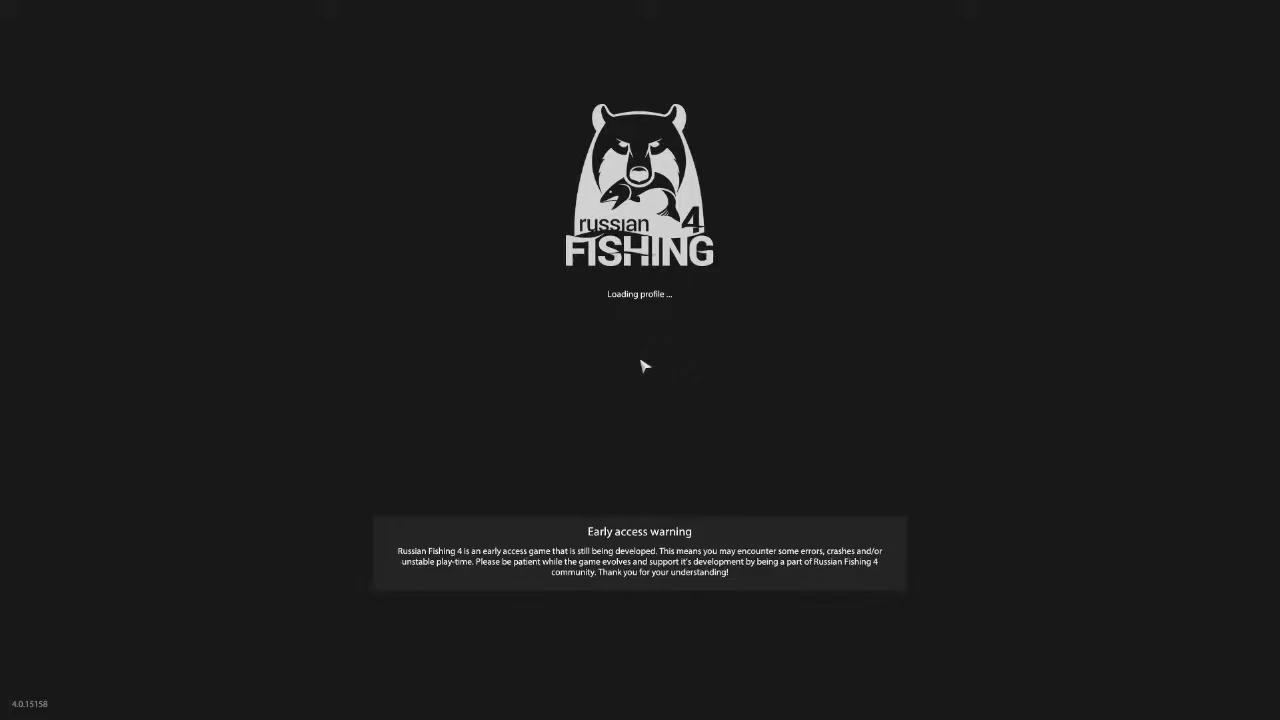 russian 4
FISHING
Loading profile ...
Early access warning
Russian Fishing 4 is an early access game that is still being developed. This means you may encounter some errors, crashes and/or
unstable play-time. Please be patient while the game evolves and support it's development by being a part of Russian Fishing 4
community. Thank you for your understanding!
4.0.15158